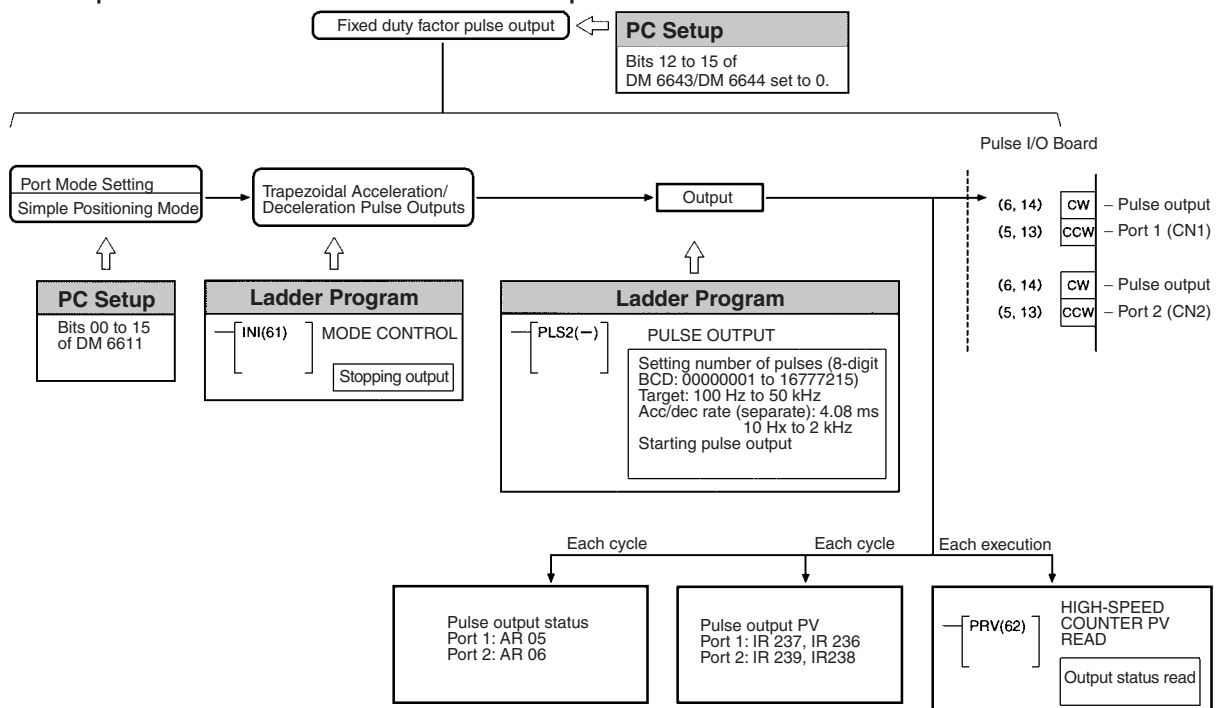 Fixed duty factor pulse output
PC Setup
Bits 12 to 15 of
DM 6643/DM 6644 set to 0.
Pulse I/O Board
Port Mode Setting
Simple Positioning Mode
Trapezoidal Acceleration/
Deceleration Pulse Outputs
Output
(6, 14) CW – Pulse output
(5, 13) CCW – Port 1 (CN1)
(6, 14) CW – Pulse output
(5, 13) CCW – Port 2 (CN2)
PC Setup
Bits 00 to 15
of DM 6611
Ladder Program
INI(61) MODE CONTROL
Stopping output
Ladder Program
PLS2(–) PULSE OUTPUT
Setting number of pulses (8-digit
BCD: 00000001 to 16777215)
Target: 100 Hz to 50 kHz
Acc/dec rate (separate): 4.08 ms
10 Hx to 2 kHz
Starting pulse output
Each cycle
Each cycle
Each execution
Pulse output status
Port 1: AR 05
Port 2: AR 06
Pulse output PV
Port 1: IR 237, IR 236
Port 2: IR 239, IR238
PRV(62)
HIGH-SPEED
COUNTER PV
READ
Output status read